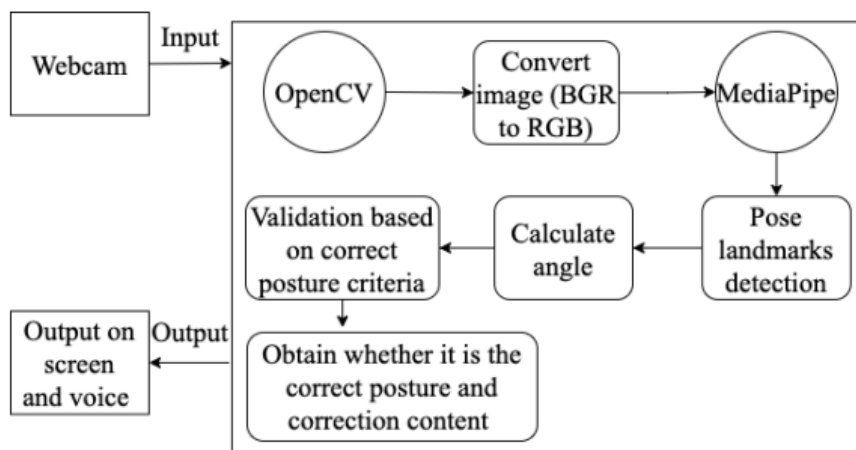 Webcam
Input
OpenCV
Convert
image (BGR
to RGB)
MediaPipe
Pose
landmarks
detection
Calculate
angle
Validation based
on correct
posture criteria
Obtain whether it is the
correct posture and
correction content
Output
Output on
screen
and voice